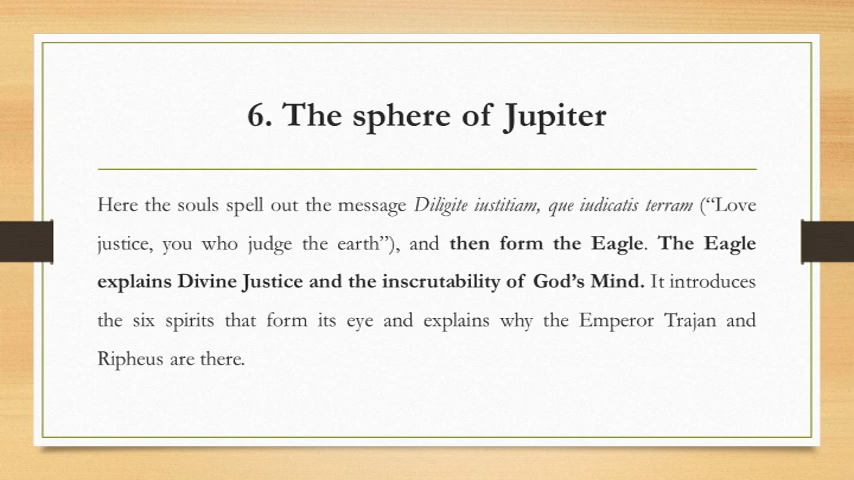 6. The sphere of Jupiter
Here the souls spell out the message Diligite iustitiam, que iudicatis terram (“Love
justice, you who judge the earth”), and then form the Eagle. The Eagle
explains Divine Justice and the inscrutability of God’s Mind. It introduces
the six spirits that form its eye and explains why the Emperor Trajan and
Ripheus are there.